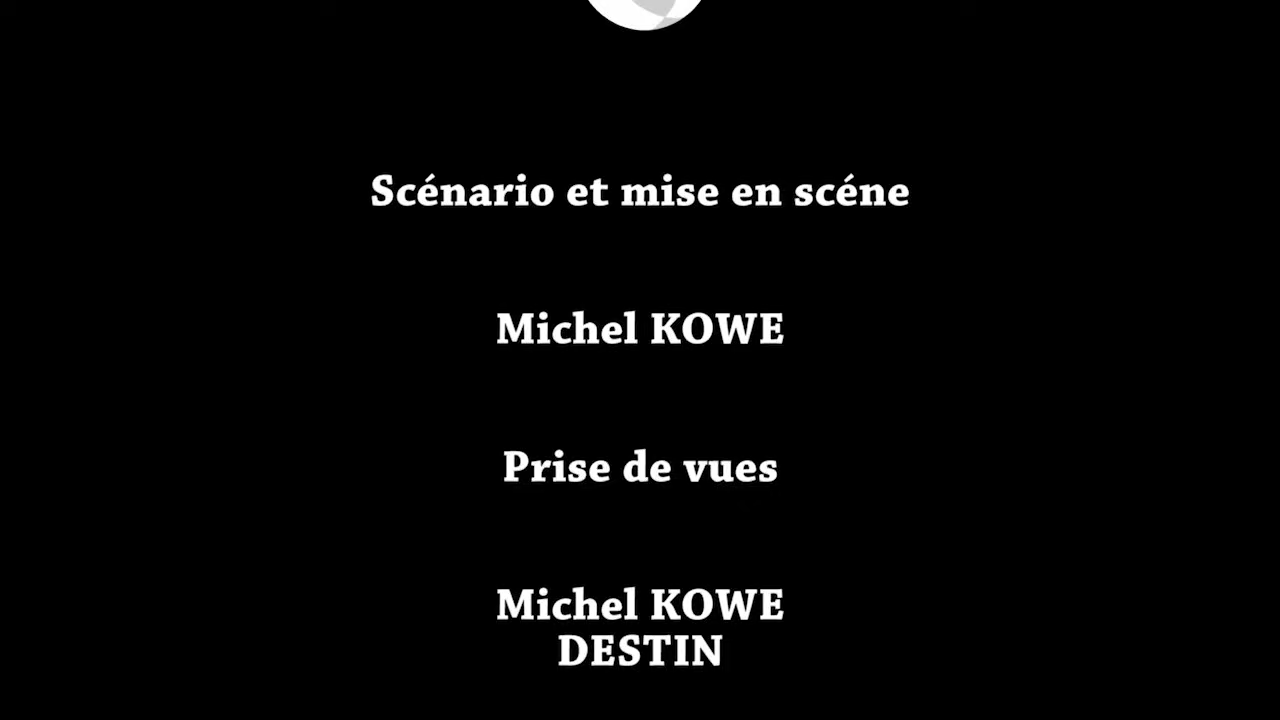 Scénario et mise en scéne
Michel KOWE
Prise de vues
Michel KOWE
DESTIN